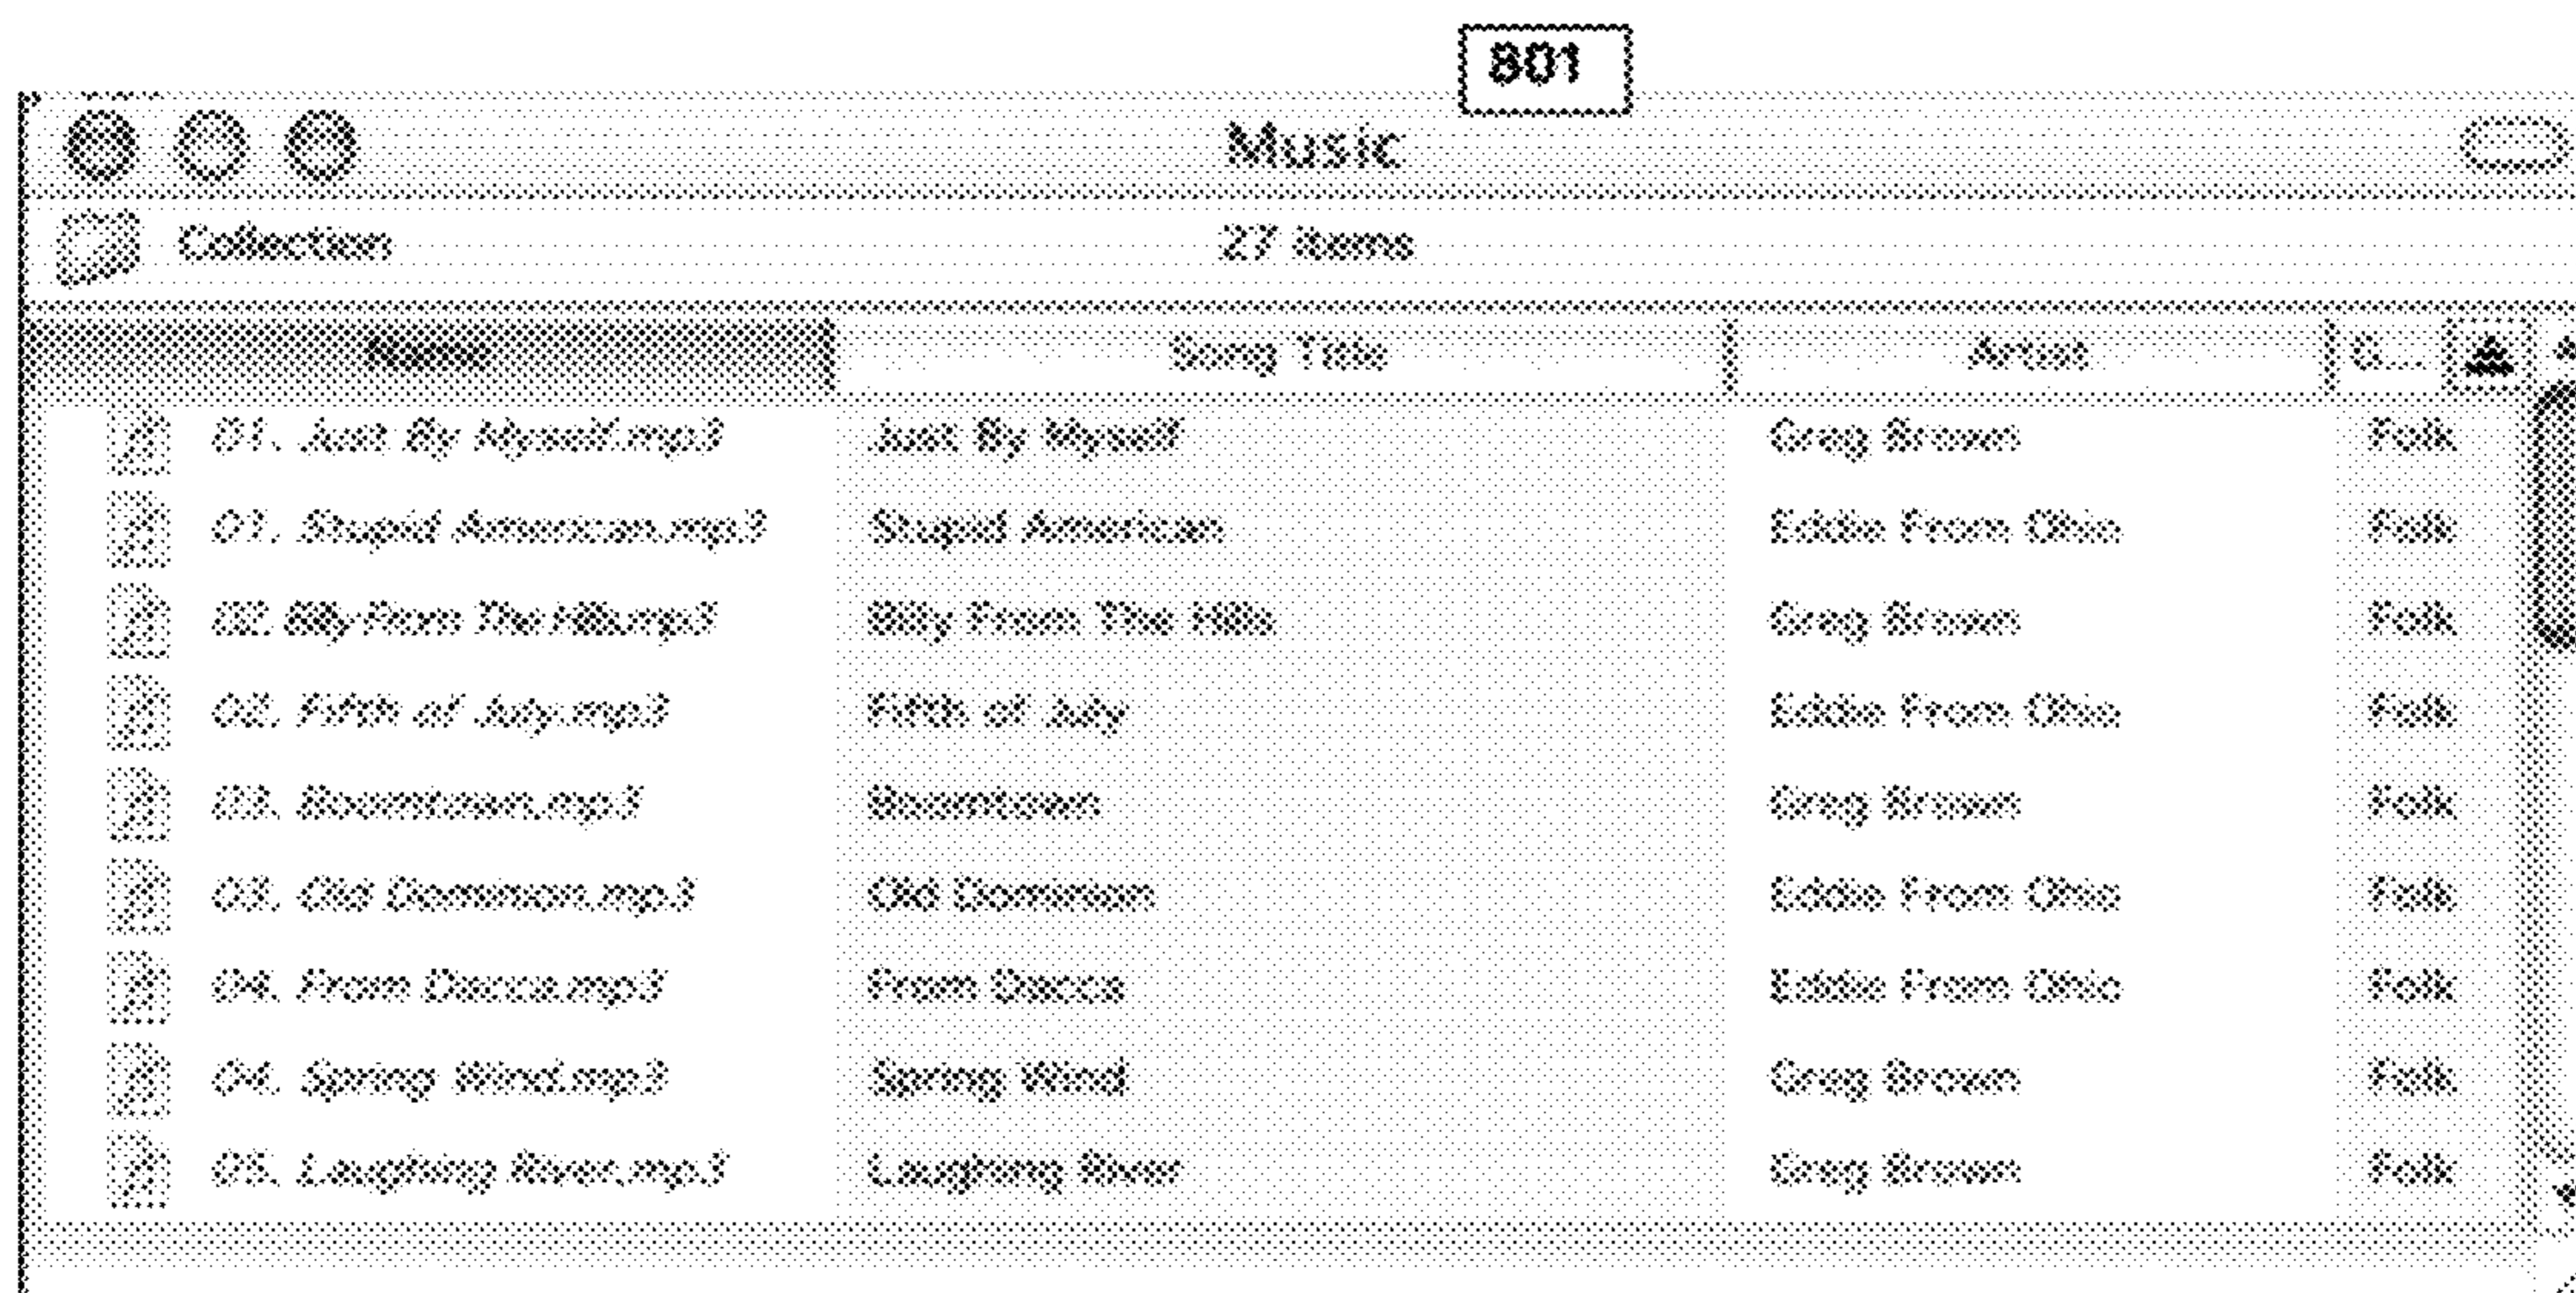 801
Music
Collection 27 items
Name Song Title Artist G...
01. Just By Myself.mp3 Just By Myself Greg Brown Folk
01. Stupid American.mp3 Stupid American Eddie From Ohio Folk
02. Billy From The Hills.mp3 Billy From The Hills Greg Brown Folk
02. Fifth of July.mp3 Fifth of July Eddie From Ohio Folk
03. Boomtown.mp3 Boomtown Greg Brown Folk
03. Old Dominion.mp3 Old Dominion Eddie From Ohio Folk
04. From Dacca.mp3 From Dacca Eddie From Ohio Folk
04. Spring Wind.mp3 Spring Wind Greg Brown Folk
05. Laughing River.mp3 Laughing River Greg Brown Folk